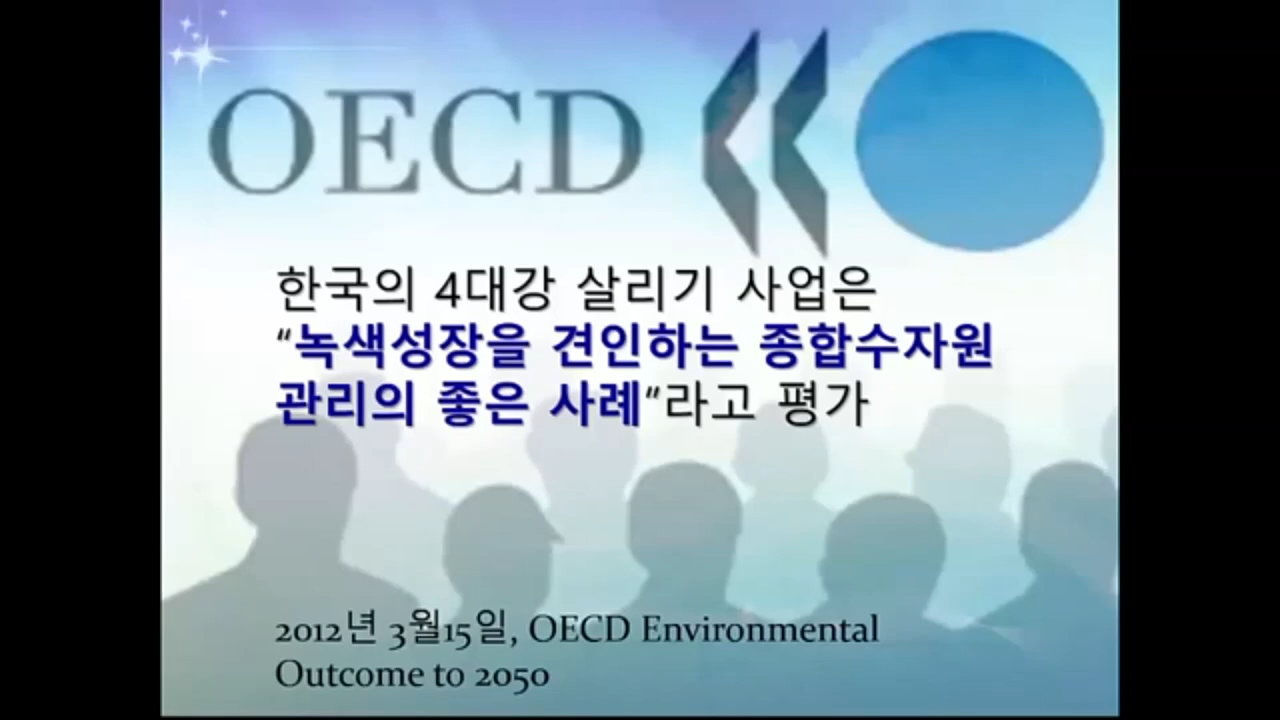 OECD
한국의 4대강 살리기 사업은
“녹색성장을 견인하는 종합수자원
관리의 좋은 사례”라고 평가
2012년 3월15일, OECD Environmental
Outcome to 2050